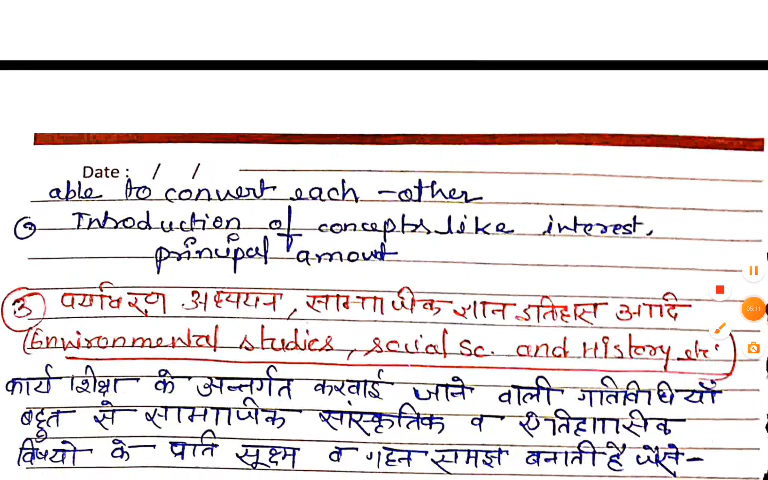 Date : / /
able to convert each-other
Introduction of concepts like interest,
principal amount
③ पर्यावरण अध्ययन, सामाजिक ज्ञान इतिहास आदि
(Environmental studies, social Sc. and History etc.)
कार्य शिक्षा के अन्तर्गत करवाई जाने वाली गतिविधियाँ
बहुत से सामाजिक सांस्कृतिक व ऐतिहासिक
विषयो के प्रति सूक्ष्म व गहन समझ बनाती है जैसे-